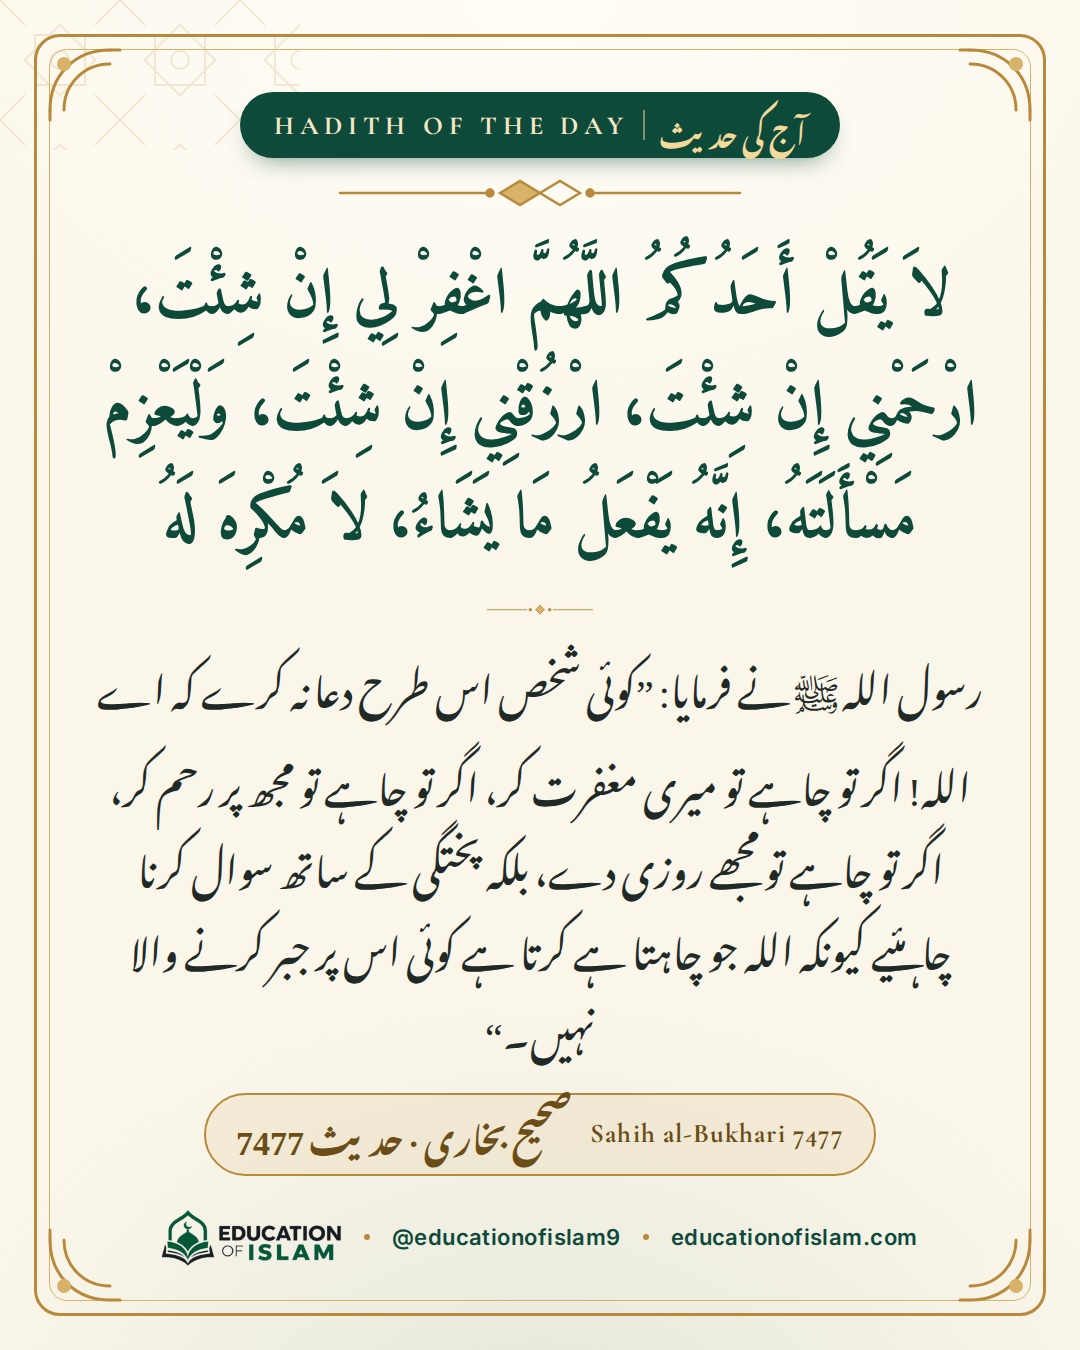 HADITH OF THE DAY | آج کی حدیث
لاَ يَقُلْ أَحَدُكُمُ اللَّهُمَّ اغْفِرْ لِي إِنْ شِئْتَ،
ارْحَمْنِي إِنْ شِئْتَ، ارْزُقْنِي إِنْ شِئْتَ، وَلْيَعْزِمْ
مَسْأَلَتَهُ، إِنَّهُ يَفْعَلُ مَا يَشَاءُ، لاَ مُكْرِهَ لَهُ
رسول اللہ ﷺ نے فرمایا: ”کوئی شخص اس طرح دعا نہ کرے کہ اے
اللہ! اگر تو چاہے تو میری مغفرت کر، اگر تو چاہے تو مجھ پر رحم کر،
اگر تو چاہے تو مجھے روزی دے، بلکہ پختگی کے ساتھ سوال کرنا
چاہئیے کیونکہ اللہ جو چاہتا ہے کرتا ہے کوئی اس پر جبر کرنے والا
نہیں۔“
صحیح بخاری · حدیث 7477 Sahih al-Bukhari 7477
EDUCATION OF ISLAM • @educationofislam9 • educationofislam.com